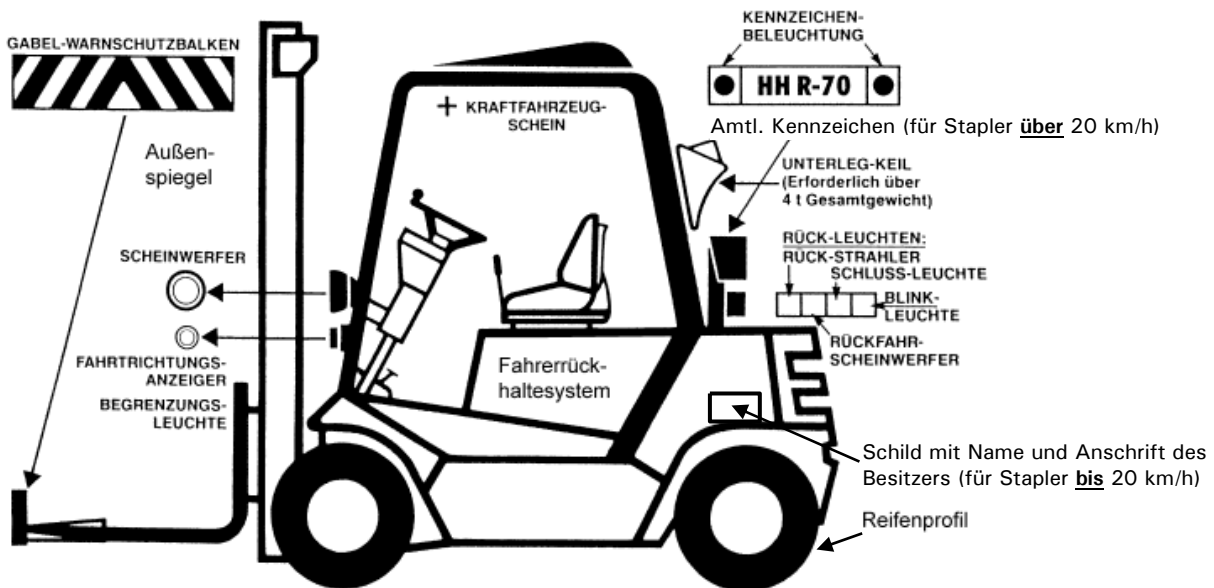 GABEL-WARNSCHUTZBALKEN
Außen-
spiegel
SCHEINWERFER
FAHRTRICHTUNGS-
ANZEIGER
BEGRENZUNGS-
LEUCHTE
+ KRAFTFAHRZEUG-
SCHEIN
Fahrerrück-
haltesystem
KENNZEICHEN-
BELEUCHTUNG
HH R-70
Amtl. Kennzeichen (für Stapler über 20 km/h)
UNTERLEG-KEIL
(Erforderlich über
4 t Gesamtgewicht)
RÜCK-LEUCHTEN:
RÜCK-STRAHLER
SCHLUSS-LEUCHTE
BLINK-
LEUCHTE
RÜCKFAHR-
SCHEINWERFER
Schild mit Name und Anschrift des
Besitzers (für Stapler bis 20 km/h)
Reifenprofil